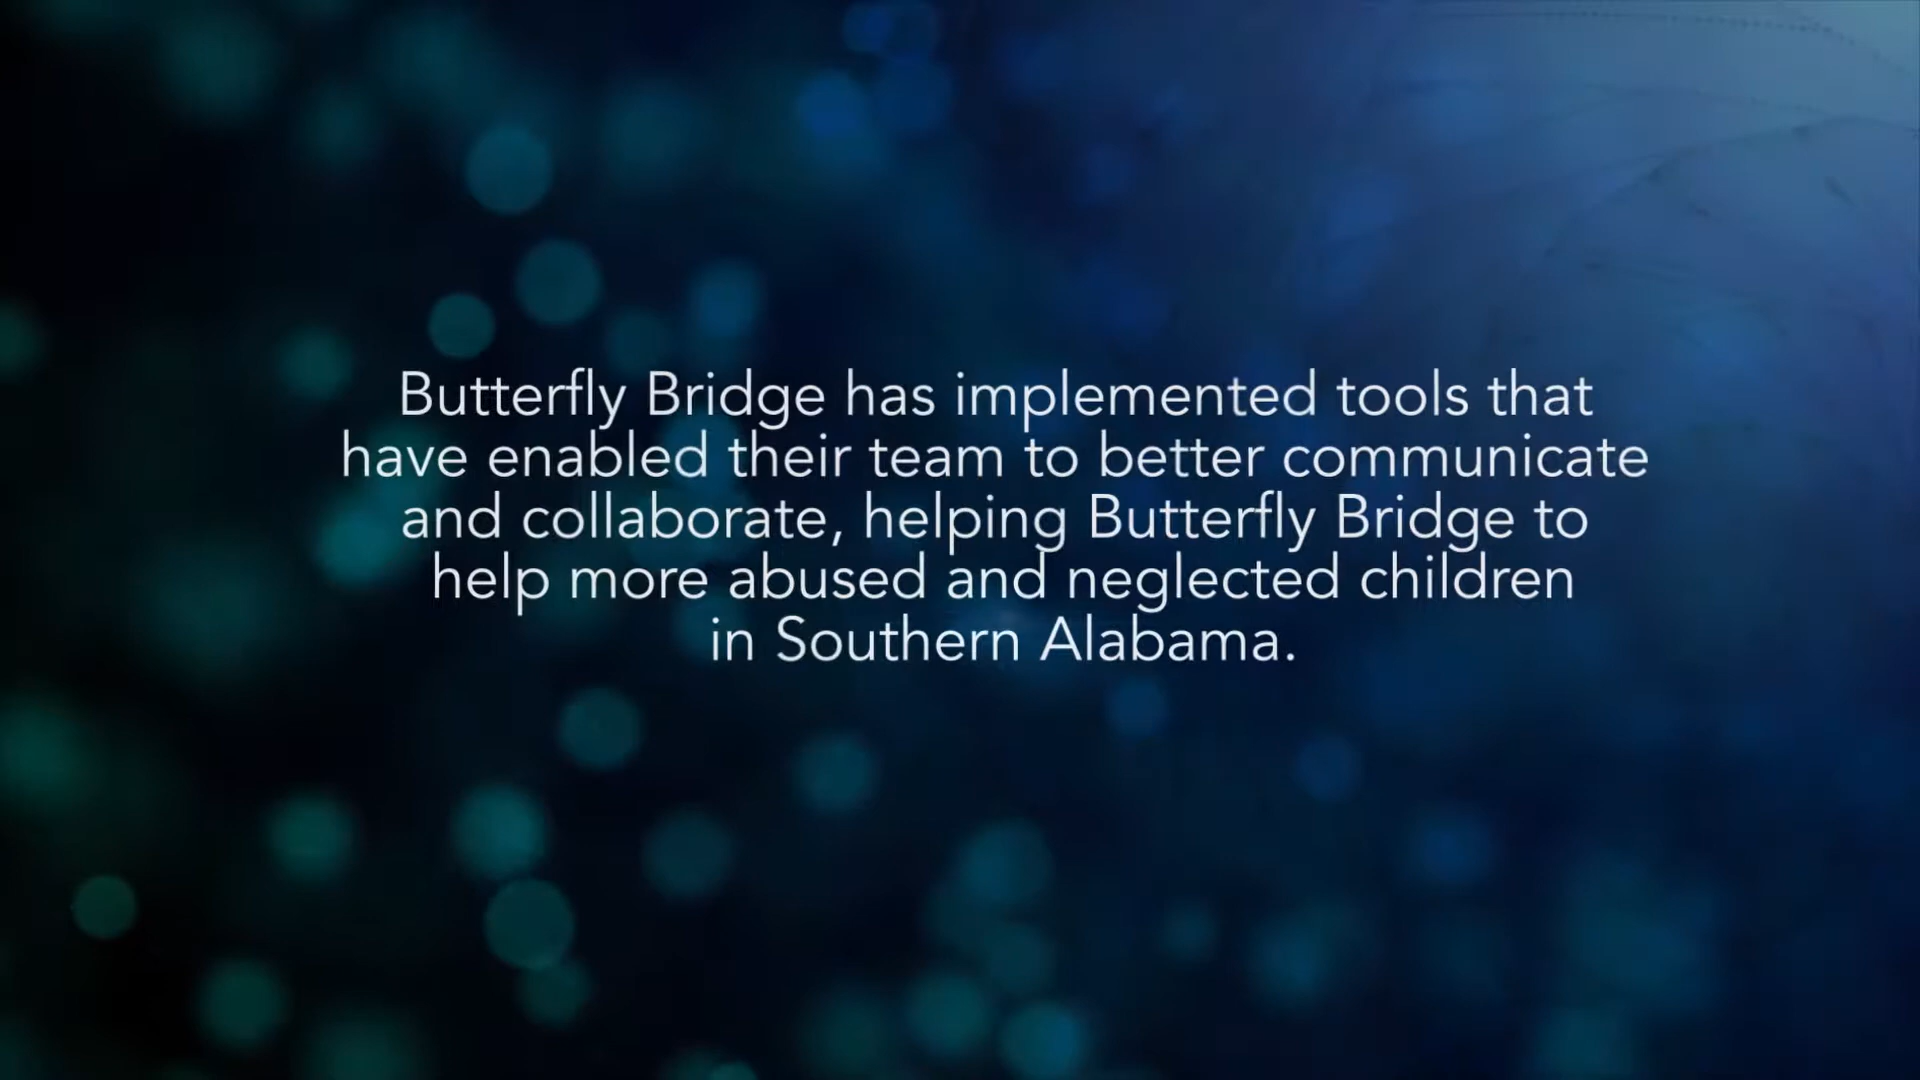 Butterfly Bridge has implemented tools that
have enabled their team to better communicate
and collaborate, helping Butterfly Bridge to
help more abused and neglected children
in Southern Alabama.